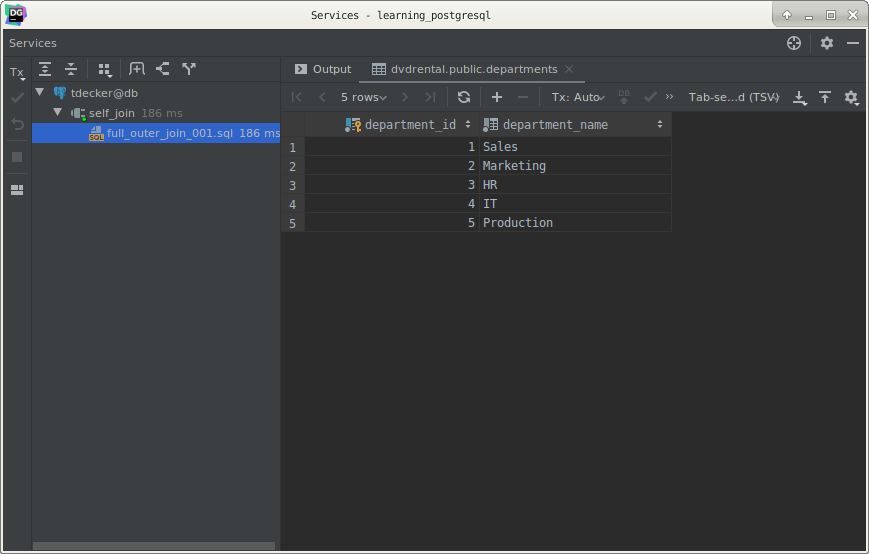 DG
Services - learning_postgresql
Services
Tx
tdecker@db
self_join 186 ms
SQL full_outer_join_001.sql 186 ms
Output dvdrental.public.departments
5 rows Tx: Auto DB Tab-se...d (TSV)
department_id department_name
1 1 Sales
2 2 Marketing
3 3 HR
4 4 IT
5 5 Production